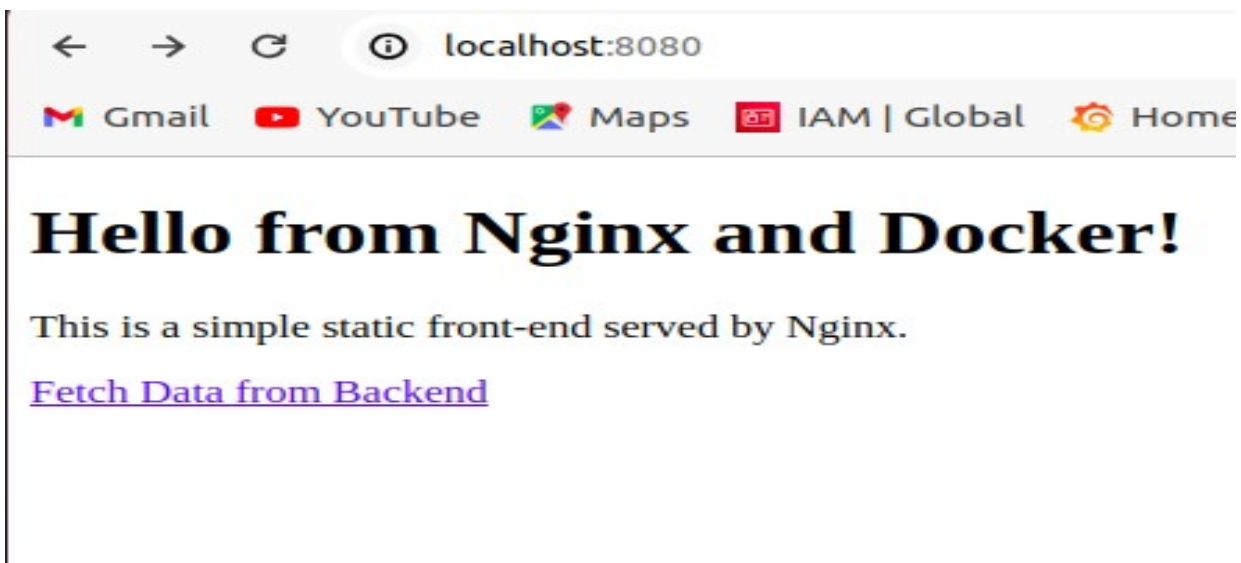 localhost:8080
Gmail YouTube Maps IAM | Global Home
Hello from Nginx and Docker!
This is a simple static front-end served by Nginx.
Fetch Data from Backend